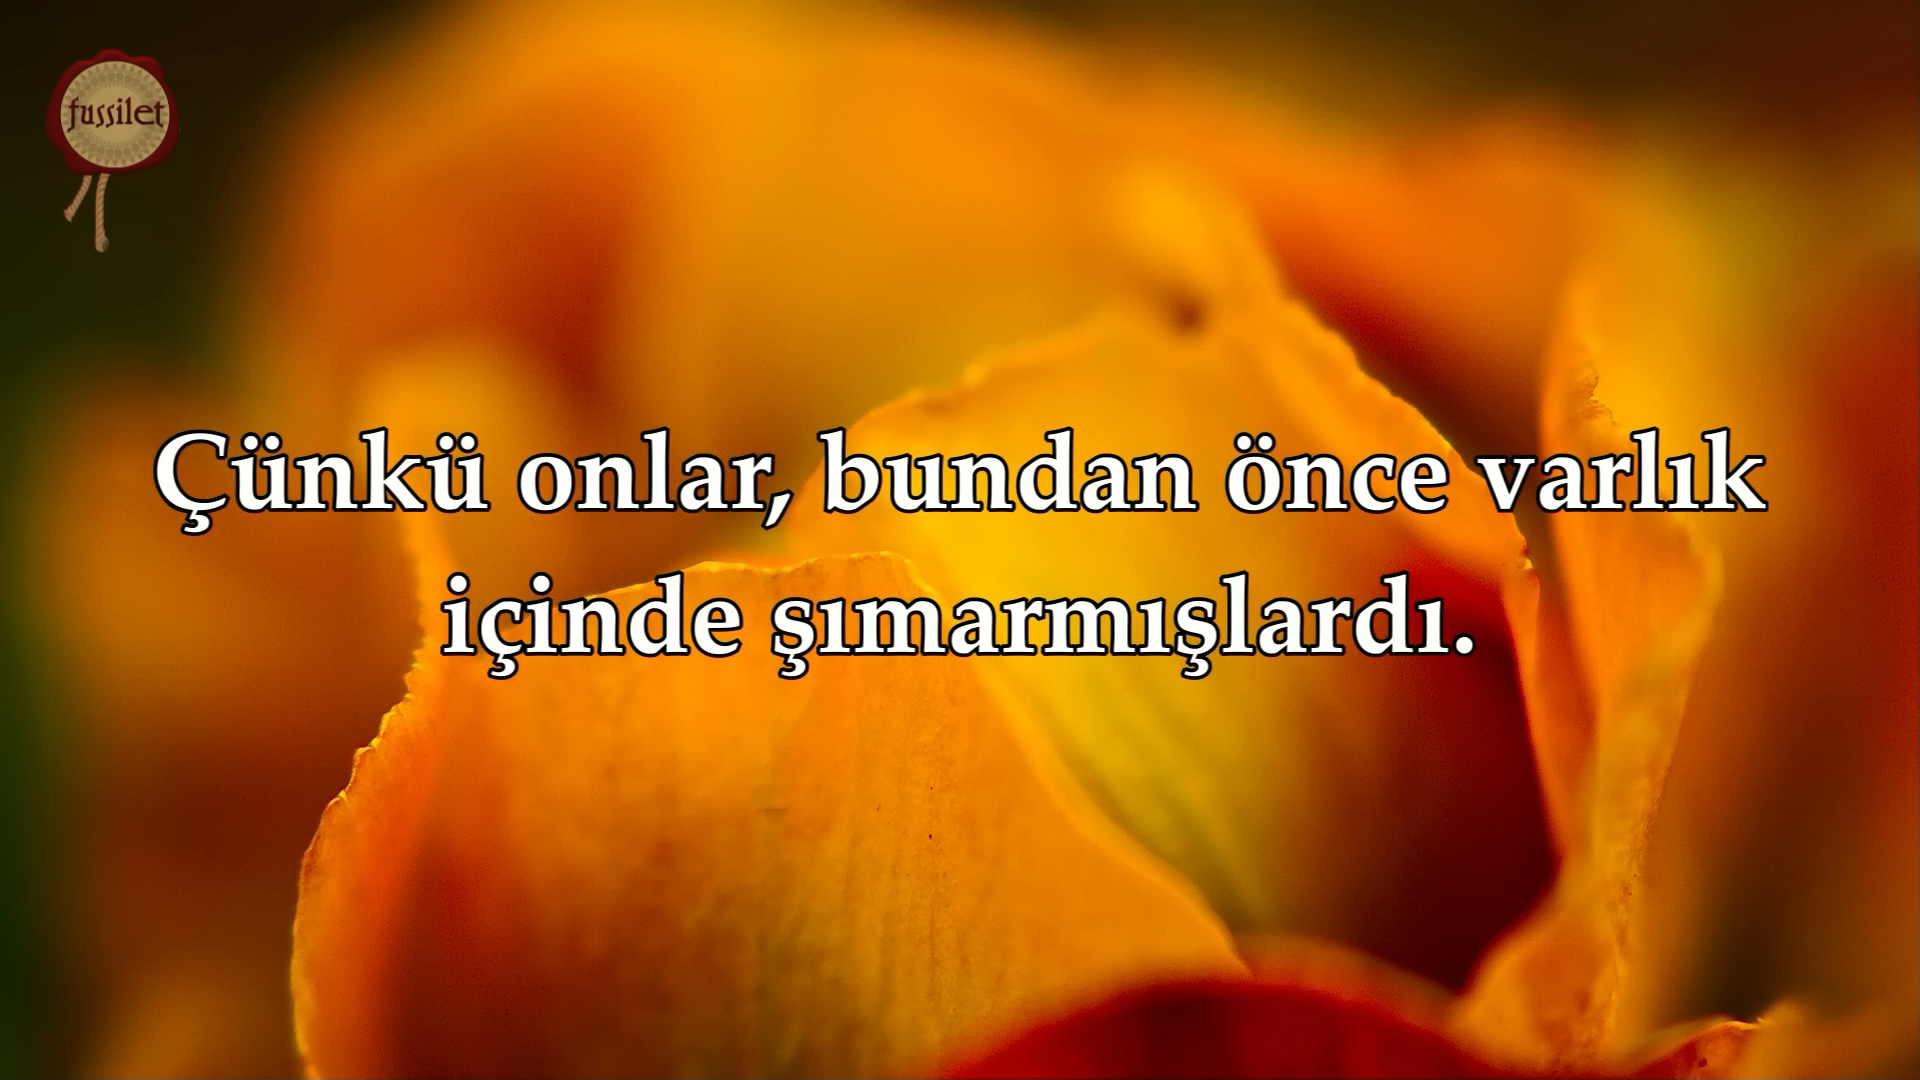 fussilet
Çünkü onlar, bundan önce varlık
içinde şımarmışlardı.